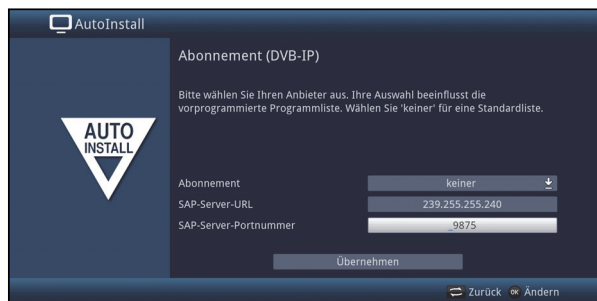 AutoInstall
Abonnement (DVB-IP)
Bitte wählen Sie Ihren Anbieter aus. Ihre Auswahl beeinflusst die
vorprogrammierte Programmliste. Wählen Sie 'keiner' für eine Standardliste.
AUTO
INSTALL
Abonnement keiner
SAP-Server-URL 239.255.255.240
SAP-Server-Portnummer _9875
Übernehmen
Zurück OK Ändern